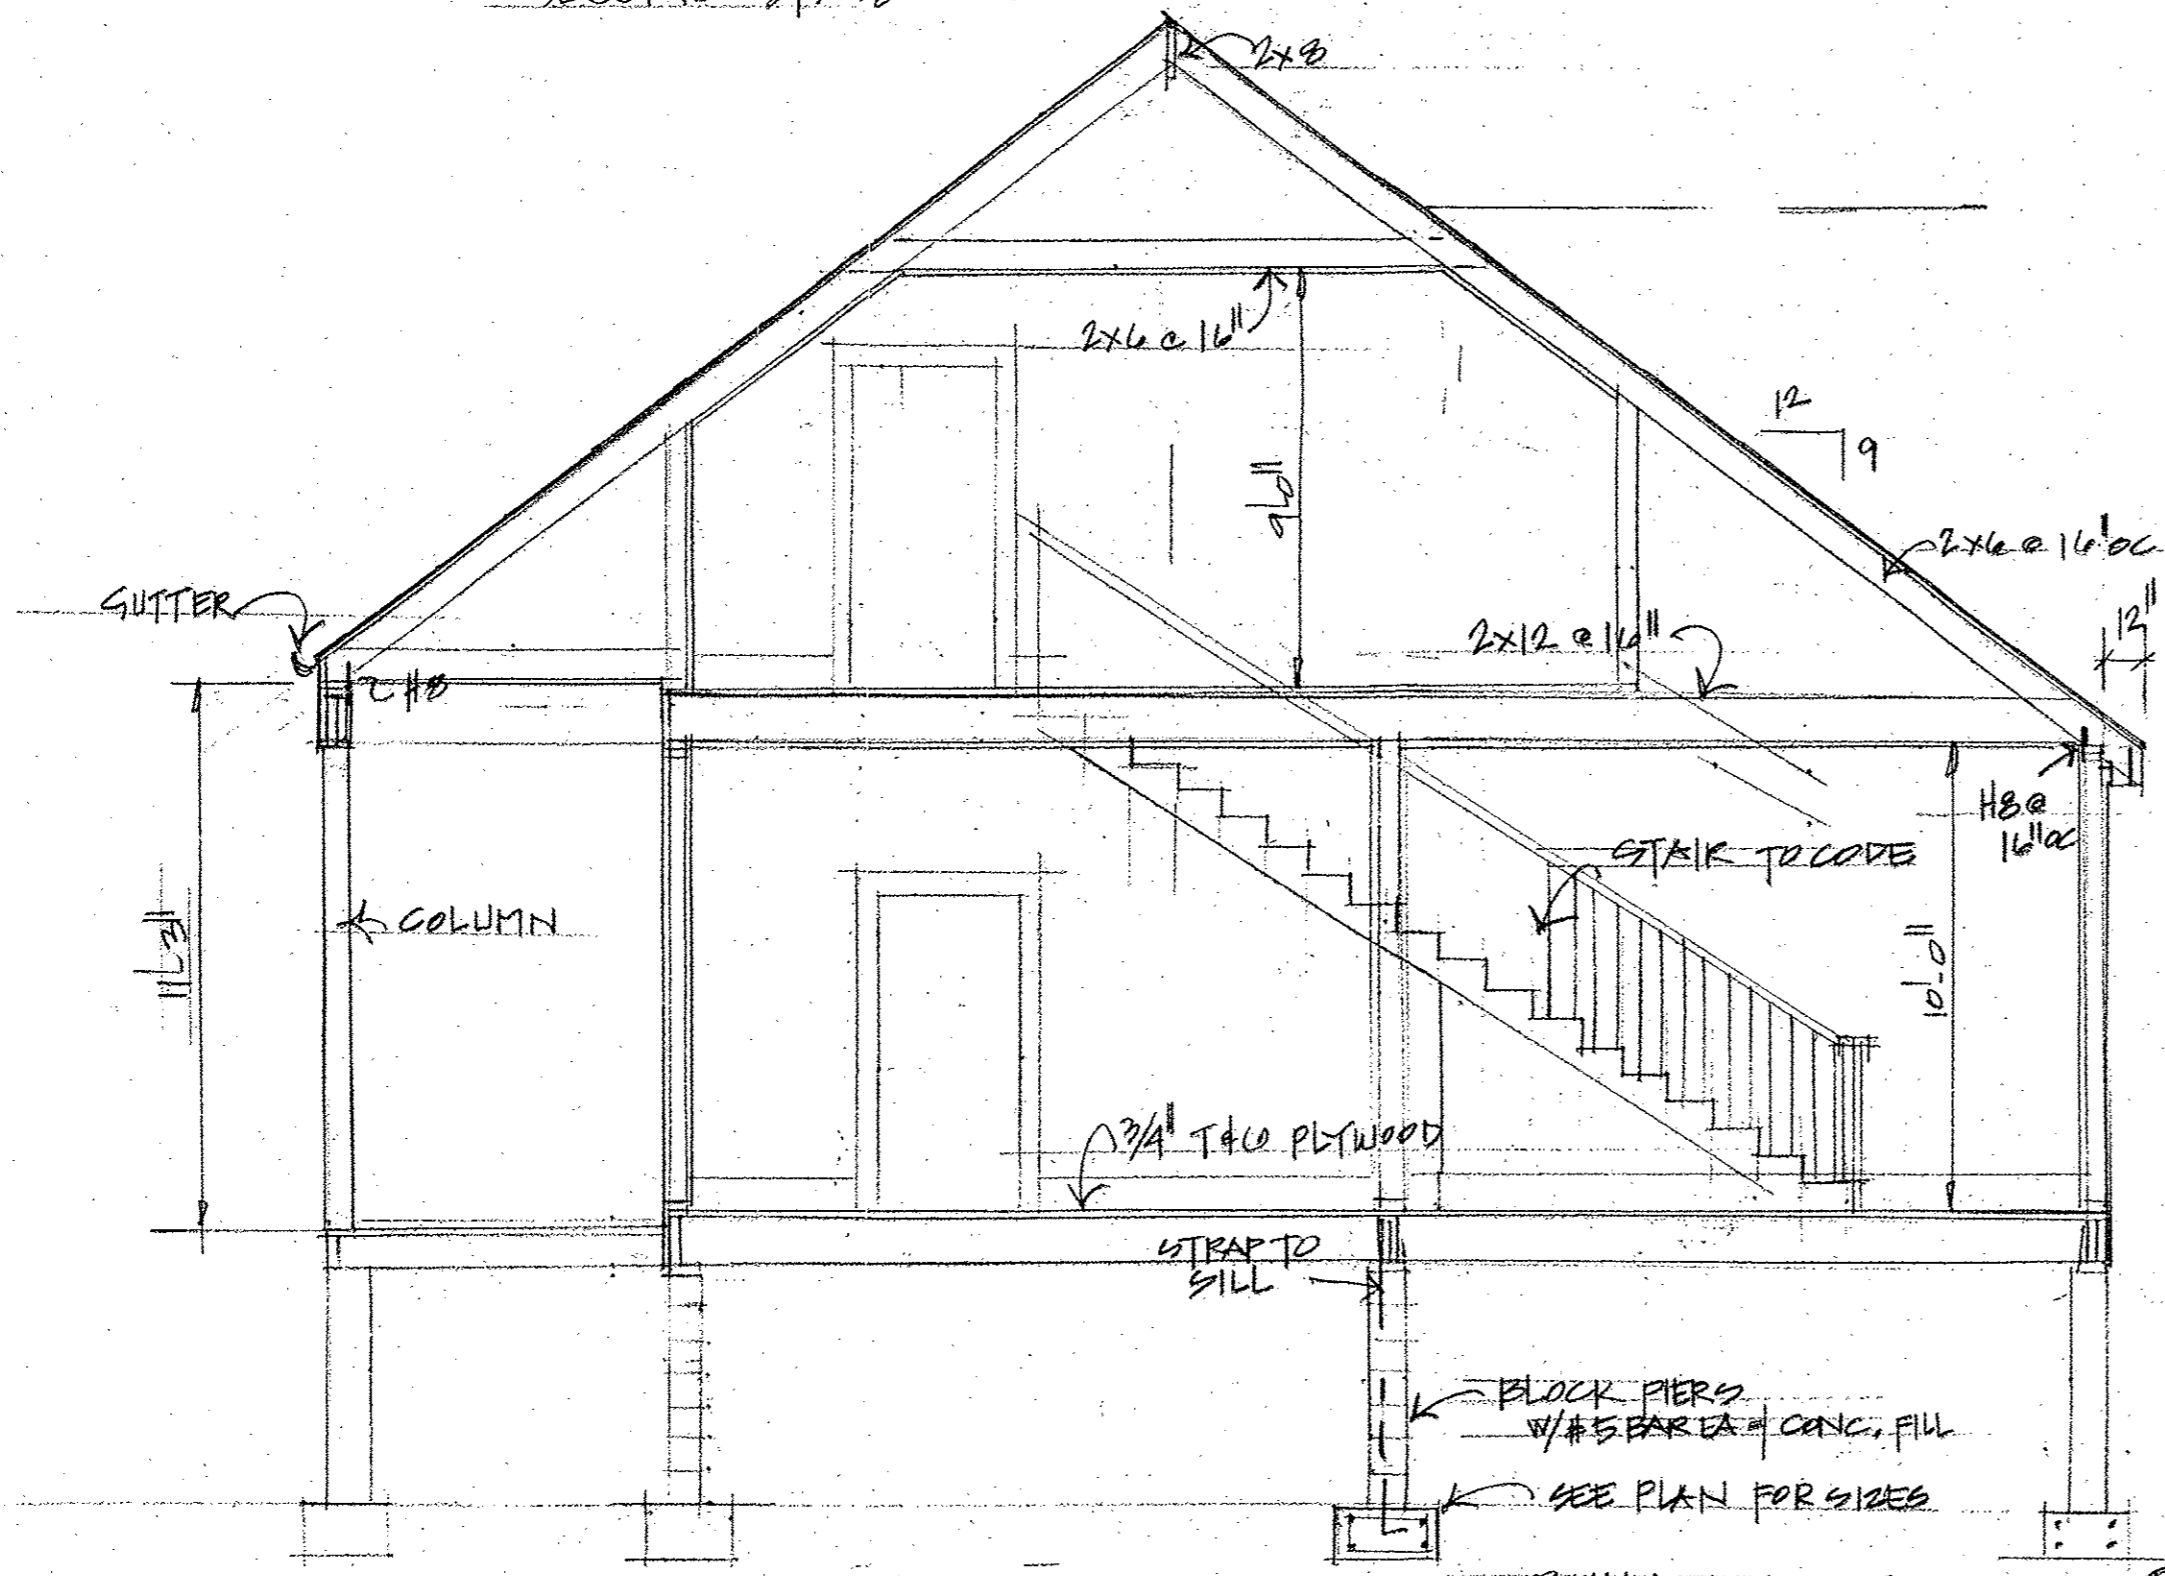 2x8
2x6 @ 16"
9'-0"
12
9
2x6 @ 16" OC
12"
GUTTER
2x12 @ 16"
2 H8
H8 @
16" OC
STAIR TO CODE
COLUMN
11'-3"
10'-0"
3/4" T&G PLYWOOD
STRAP TO
SILL
BLOCK PIERS
W/ #5 BAR EA & CONC. FILL
SEE PLAN FOR SIZES